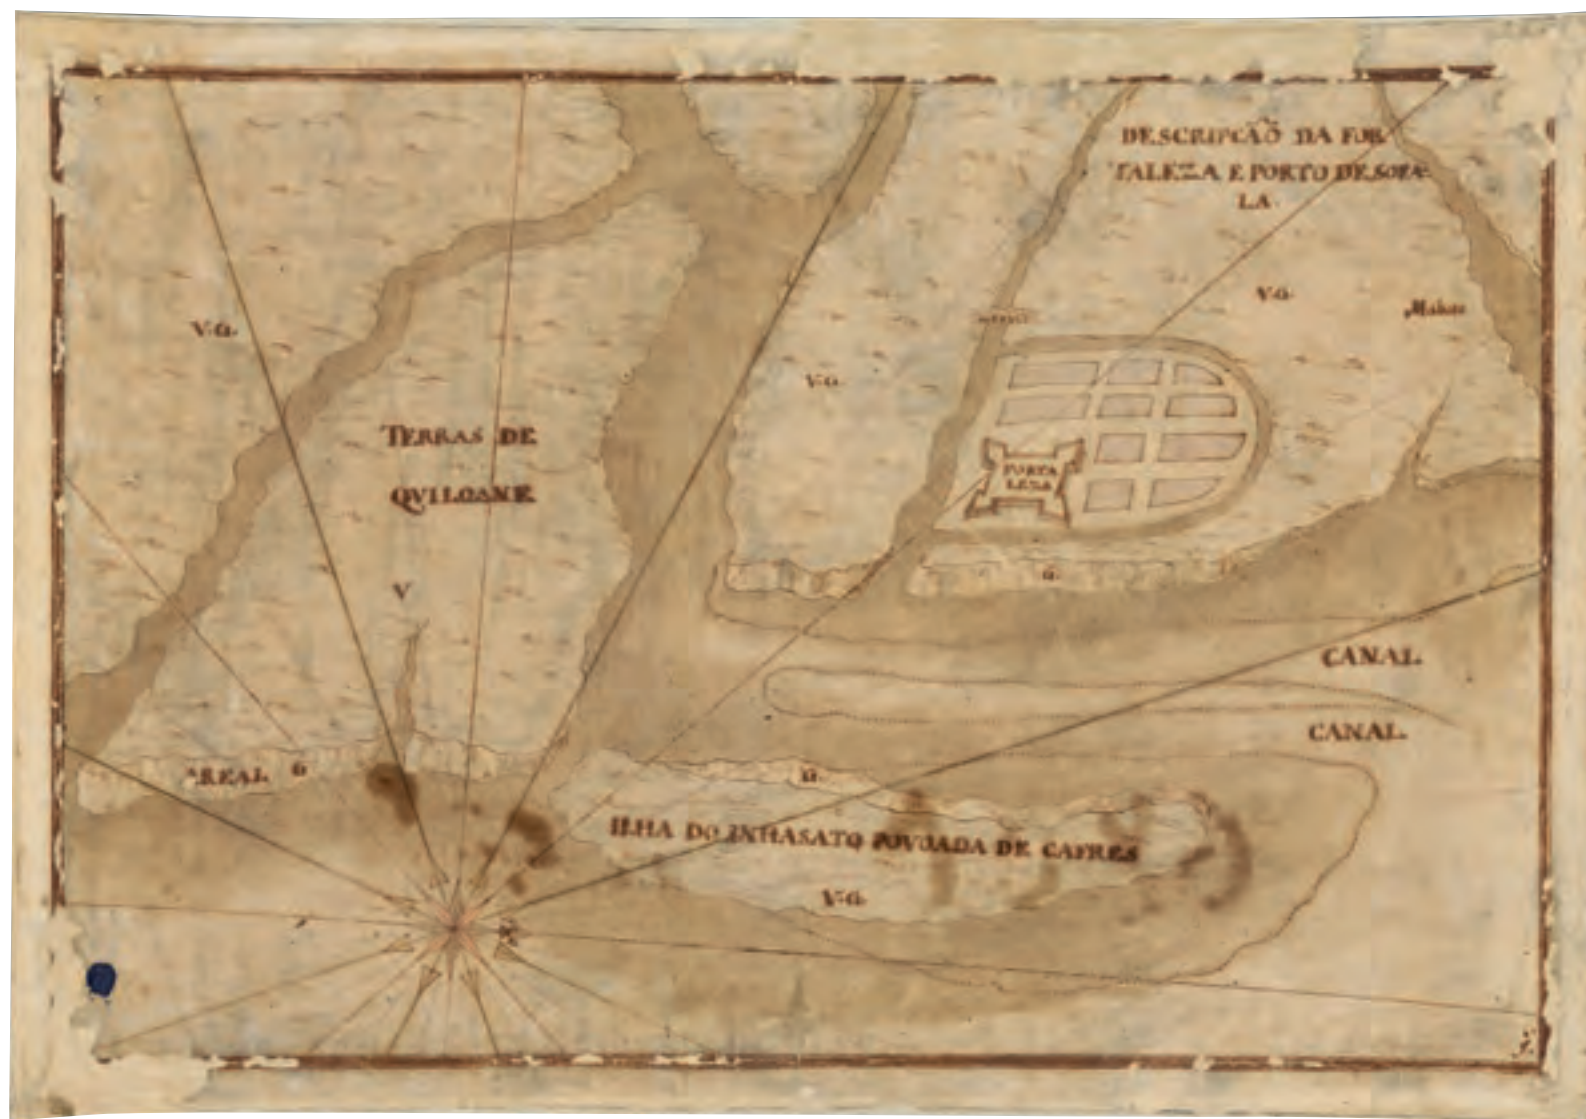 DESCRIPCÃO DA FOR
TALEZA E PORTO DE SOFA-
LA.
V.G.
V.G.
V.G.
TERRAS DE
QVILOANE
FORTA
LEZA
V
G.
CANAL
CANAL
AREAL G
G.
ILHA DO INHASATO POVOADA DE CAFRES
V.G.